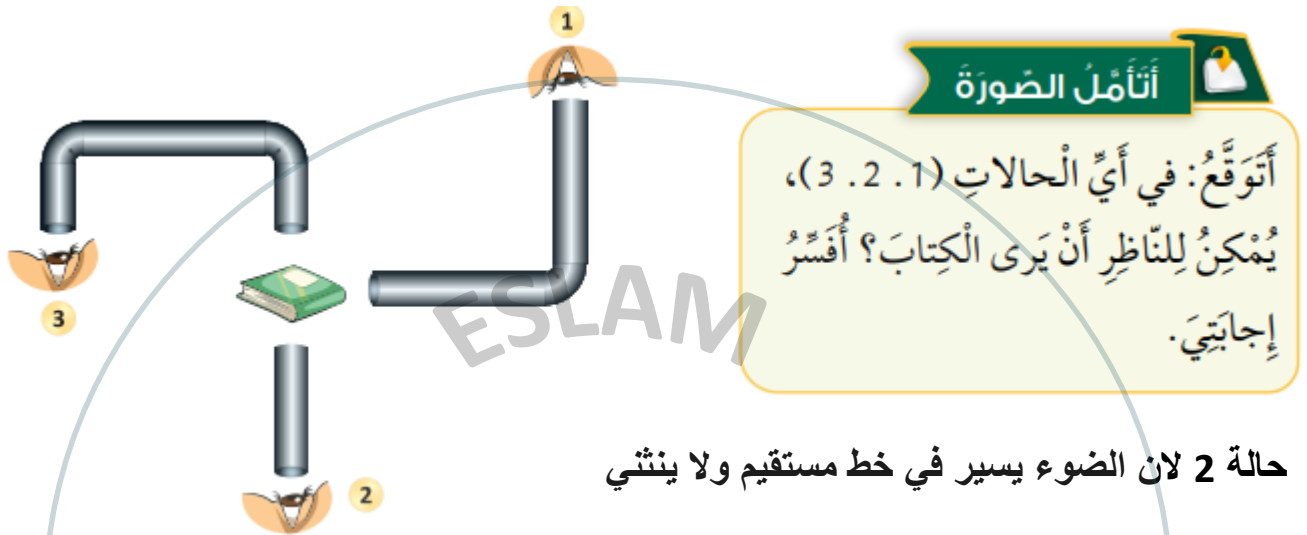 1
أَتَأَمَّلُ الصّورَةَ
أَتَوَقَّعُ: في أَيِّ الْحالاتِ (1 . 2 . 3)،
يُمْكِنُ لِلنّاظِرِ أَنْ يَرى الْكِتابَ؟ أُفَسِّرُ
إِجابَتِيَ.
3
ESLAM
حالة 2 لان الضوء يسير في خط مستقيم ولا ينثني
2